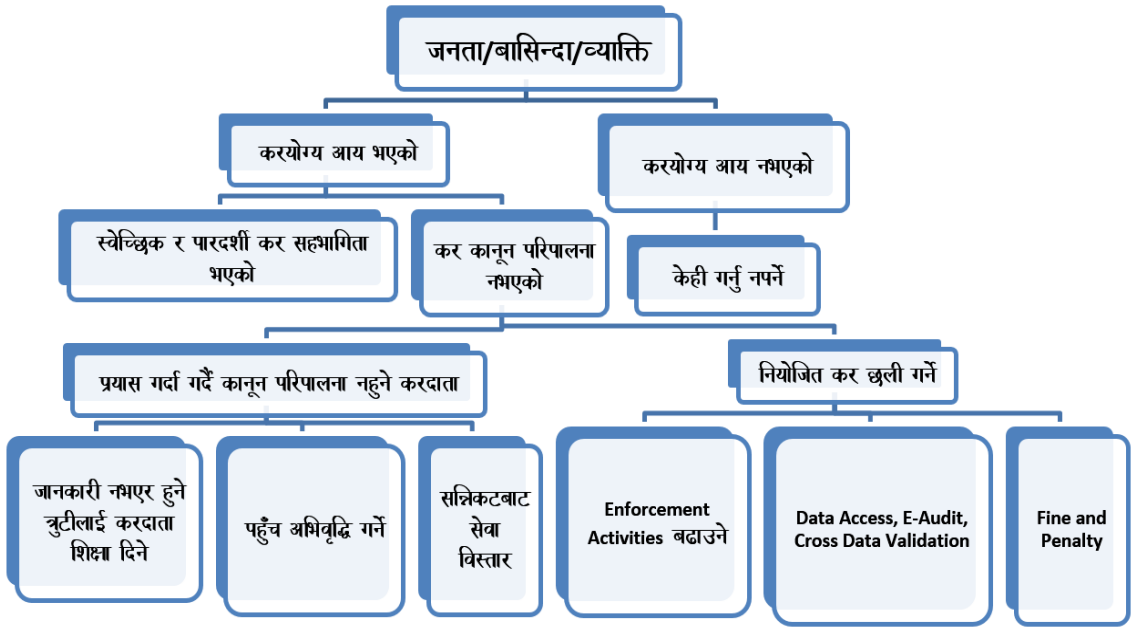 जनता/बासिन्दा/व्याक्ति
करयोग्य आय भएको
करयोग्य आय नभएको
स्वेच्छिक र पारदर्शी कर सहभागिता
भएको
कर कानून परिपालना
नभएको
केही गर्नु नपर्ने
प्रयास गर्दा गर्दै कानून परिपालना नहुने करदाता
नियोजित कर छली गर्ने
जानकारी नभएर हुने
त्रुटीलाई करदाता
शिक्षा दिने
पहुँच अभिवृद्धि गर्ने
सन्निकटबाट
सेवा
विस्तार
Enforcement
Activities बढाउने
Data Access, E-Audit,
Cross Data Validation
Fine and
Penalty